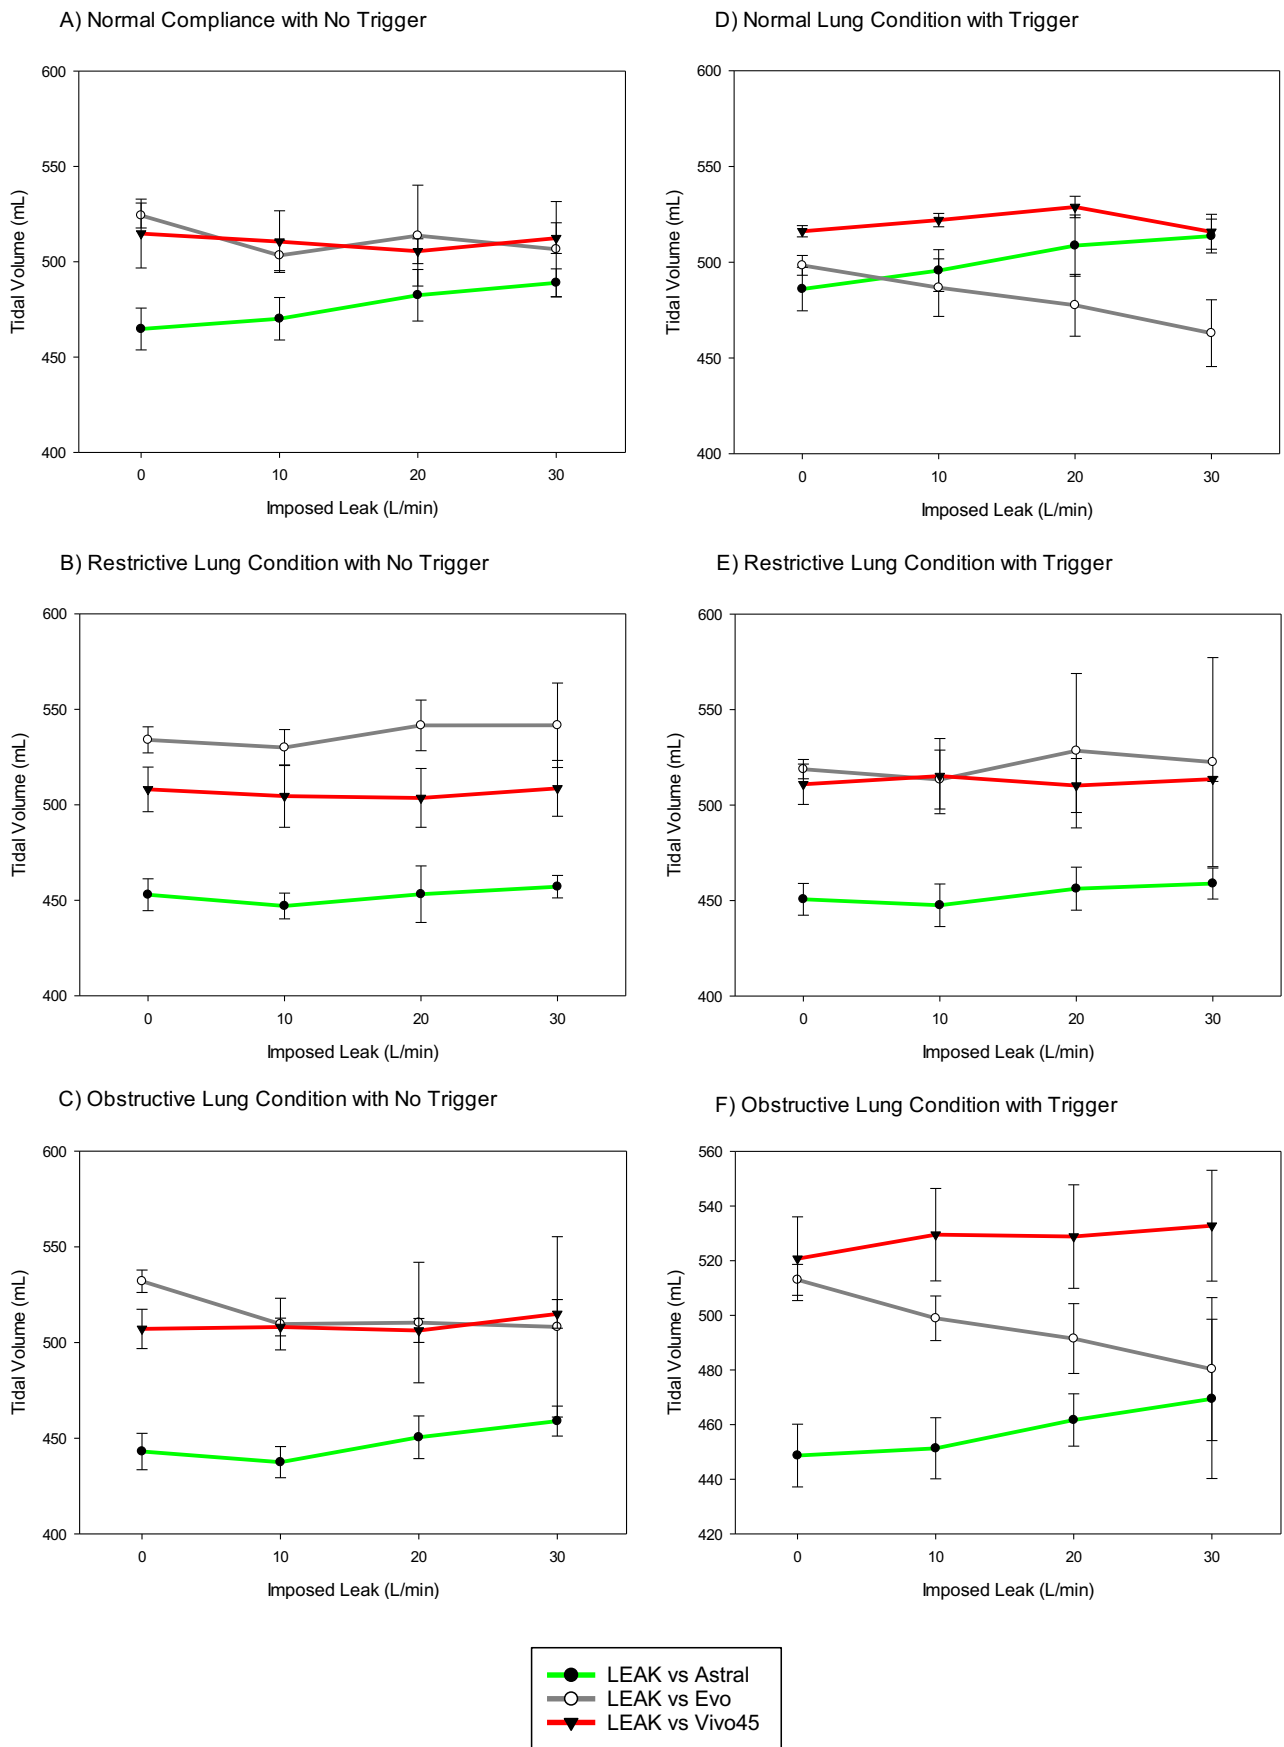 A) Normal Compliance with No Trigger
600
550
500
450
400
Tidal Volume (mL)
0 10 20 30
Imposed Leak (L/min)
D) Normal Lung Condition with Trigger
600
550
500
450
400
Tidal Volume (mL)
0 10 20 30
Imposed Leak (L/min)
B) Restrictive Lung Condition with No Trigger
600
550
500
450
400
Tidal Volume (mL)
0 10 20 30
Imposed Leak (L/min)
E) Restrictive Lung Condition with Trigger
600
550
500
450
400
Tidal Volume (mL)
0 10 20 30
Imposed Leak (L/min)
C) Obstructive Lung Condition with No Trigger
600
550
500
450
400
Tidal Volume (mL)
0 10 20 30
Imposed Leak (L/min)
F) Obstructive Lung Condition with Trigger
560
540
520
500
480
460
440
420
Tidal Volume (mL)
0 10 20 30
Imposed Leak (L/min)
LEAK vs Astral
LEAK vs Evo
LEAK vs Vivo45